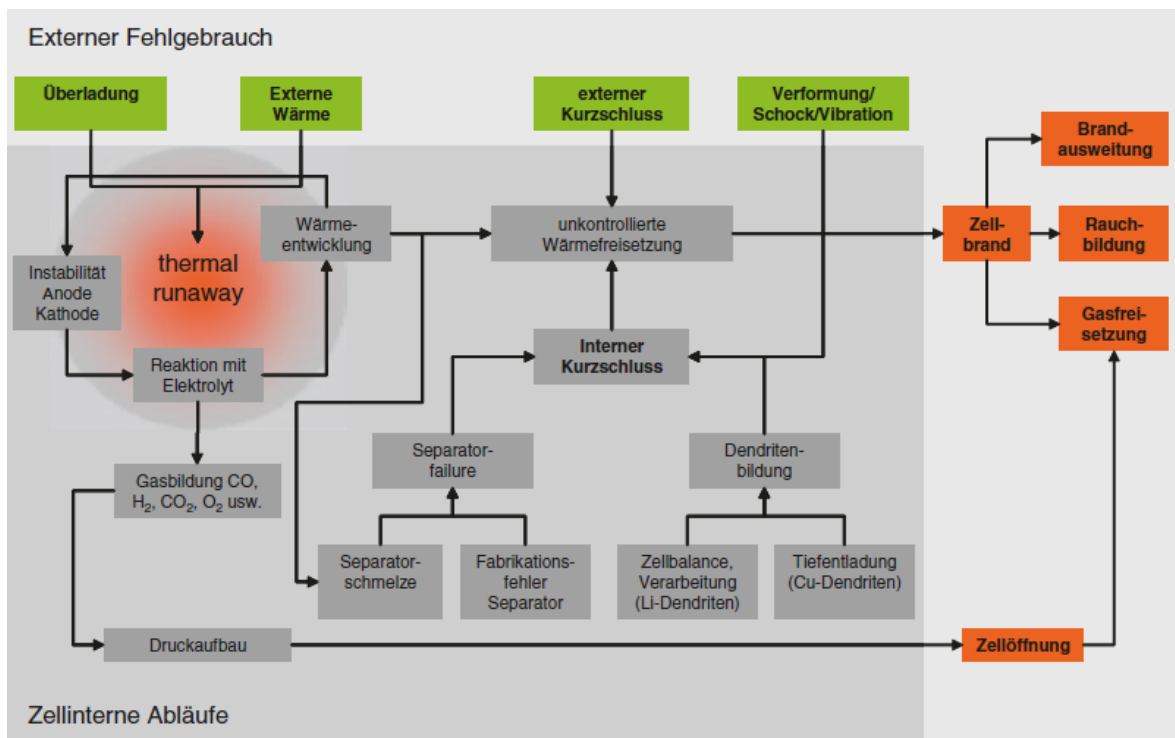 Externer Fehlgebrauch
Überladung
Externe
Wärme
externer
Kurzschluss
Verformung/
Schock/Vibration
Brand-
ausweitung
Wärme-
entwicklung
unkontrollierte
Wärmefreisetzung
Zell-
brand
Rauch-
bildung
thermal
runaway
Instabilität
Anode
Kathode
Gasfrei-
setzung
Interner
Kurzschluss
Reaktion mit
Elektrolyt
Separator-
failure
Dendriten-
bildung
Gasbildung CO,
H₂, CO₂, O₂ usw.
Separator-
schmelze
Fabrikations-
fehler
Separator
Zellbalance,
Verarbeitung
(Li-Dendriten)
Tiefentladung
(Cu-Dendriten)
Druckaufbau
Zellöffnung
Zellinterne Abläufe